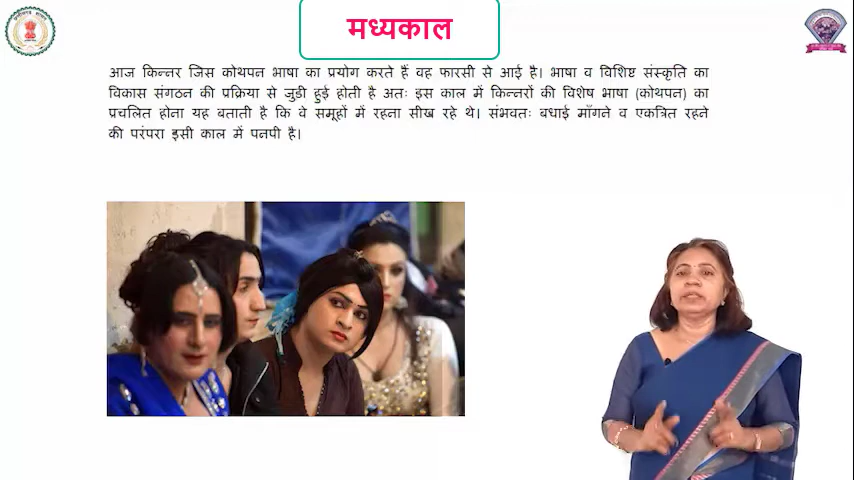 मध्यकाल
आज किन्नर जिस कोथपन भाषा का प्रयोग करते हैं वह फारसी से आई है। भाषा व विशिष्ट संस्कृति का
विकास संगठन की प्रक्रिया से जुडी हुई होती है अतः इस काल में किन्नरों की विशेष भाषा (कोथपन) का
प्रचलित होना यह बताती है कि वे समूहों में रहना सीख रहे थे। संभवतः बधाई माँगने व एकत्रित रहने
की परंपरा इसी काल में पनपी है।